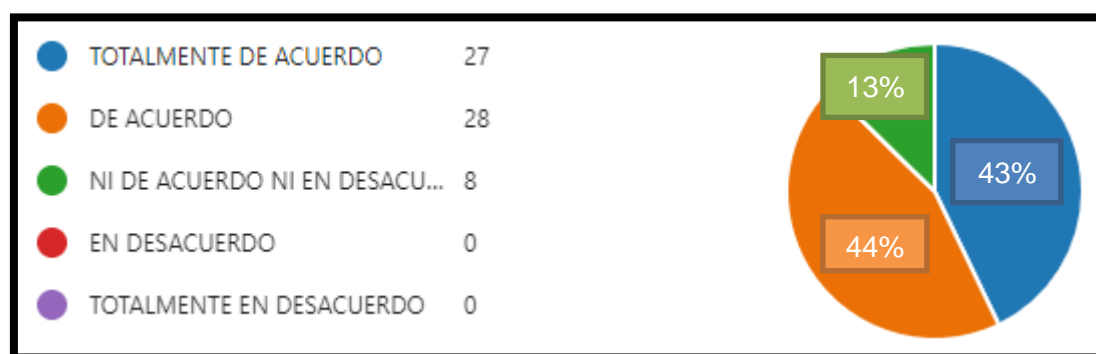 TOTALMENTE DE ACUERDO 27
DE ACUERDO 28
NI DE ACUERDO NI EN DESACU... 8
EN DESACUERDO 0
TOTALMENTE EN DESACUERDO 0
13%
43%
44%